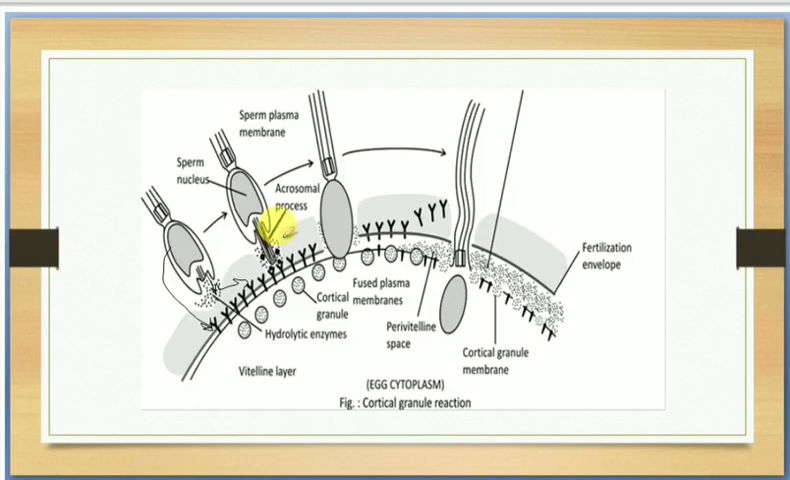 Sperm plasma
membrane
Sperm
nucleus
Acrosomal
process
Fertilization
envelope
Fused plasma
membranes
Cortical
granule
Perivitelline
space
Hydrolytic enzymes
Cortical granule
membrane
Vitelline layer
(EGG CYTOPLASM)
Fig. : Cortical granule reaction